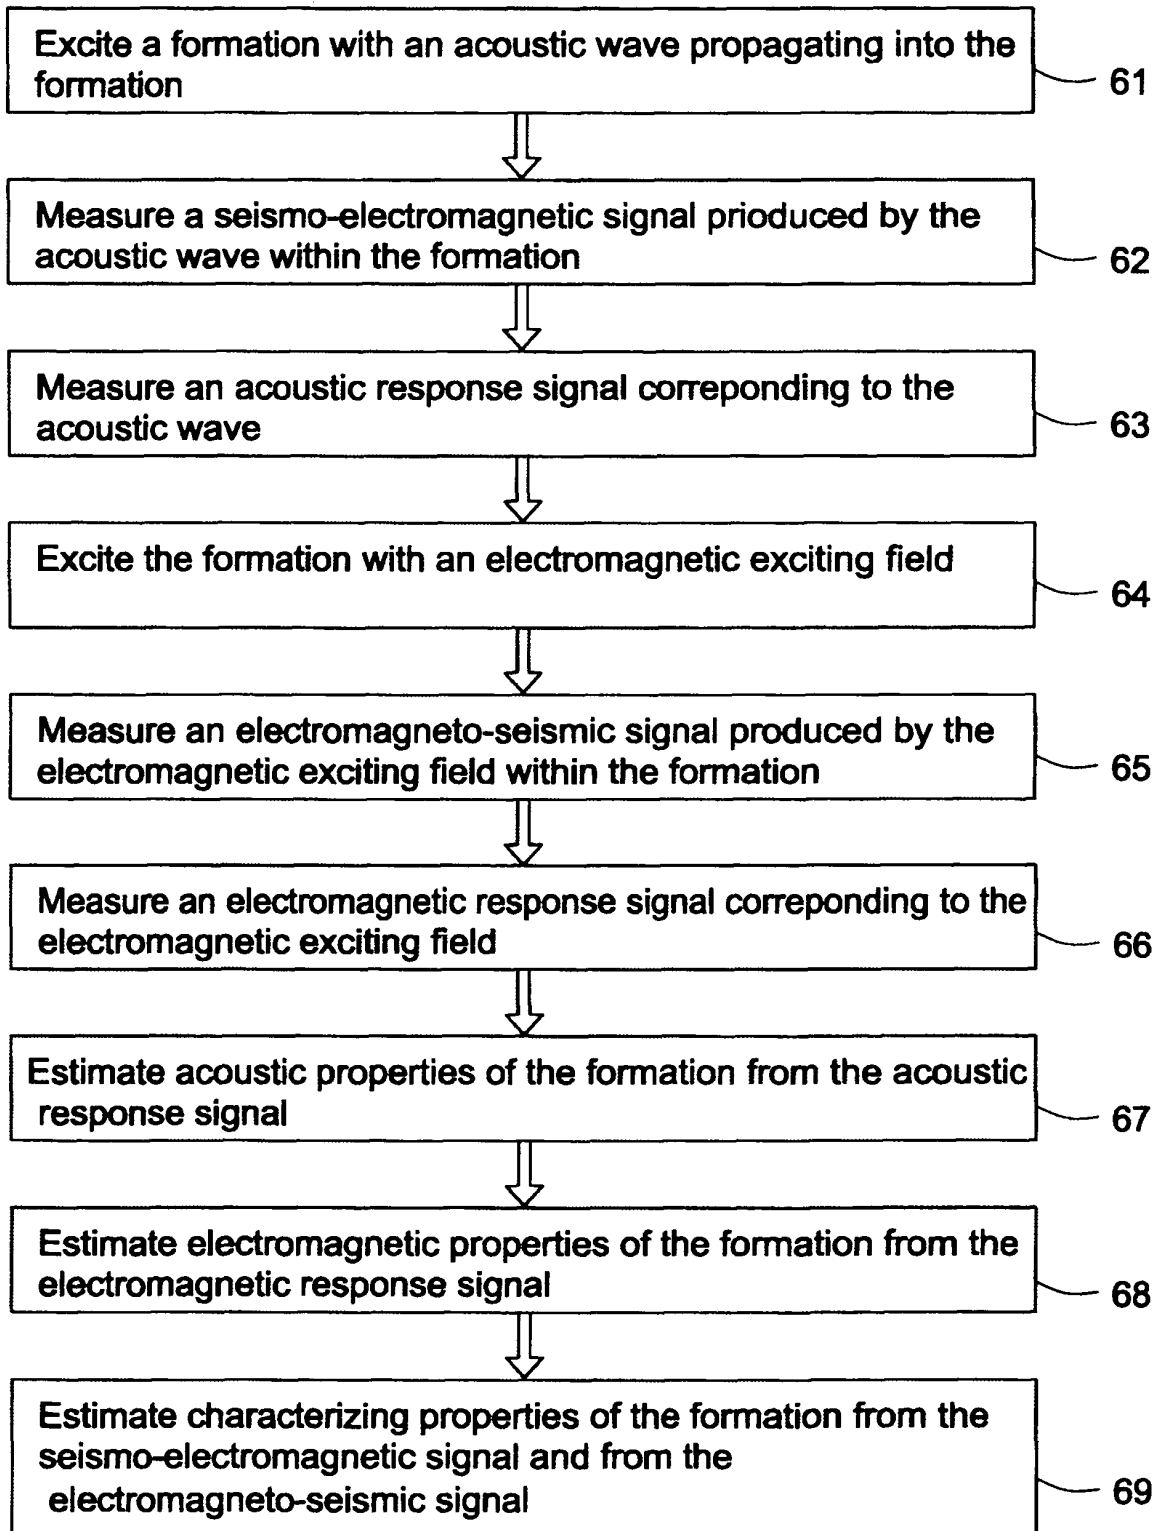 Excite a formation with an acoustic wave propagating into the
formation
61
Measure a seismo-electromagnetic signal prioduced by the
acoustic wave within the formation
62
Measure an acoustic response signal correponding to the
acoustic wave
63
Excite the formation with an electromagnetic exciting field
64
Measure an electromagneto-seismic signal produced by the
electromagnetic exciting field within the formation
65
Measure an electromagnetic response signal correponding to the
electromagnetic exciting field
66
Estimate acoustic properties of the formation from the acoustic
response signal
67
Estimate electromagnetic properties of the formation from the
electromagnetic response signal
68
Estimate characterizing properties of the formation from the
seismo-electromagnetic signal and from the
electromagneto-seismic signal
69